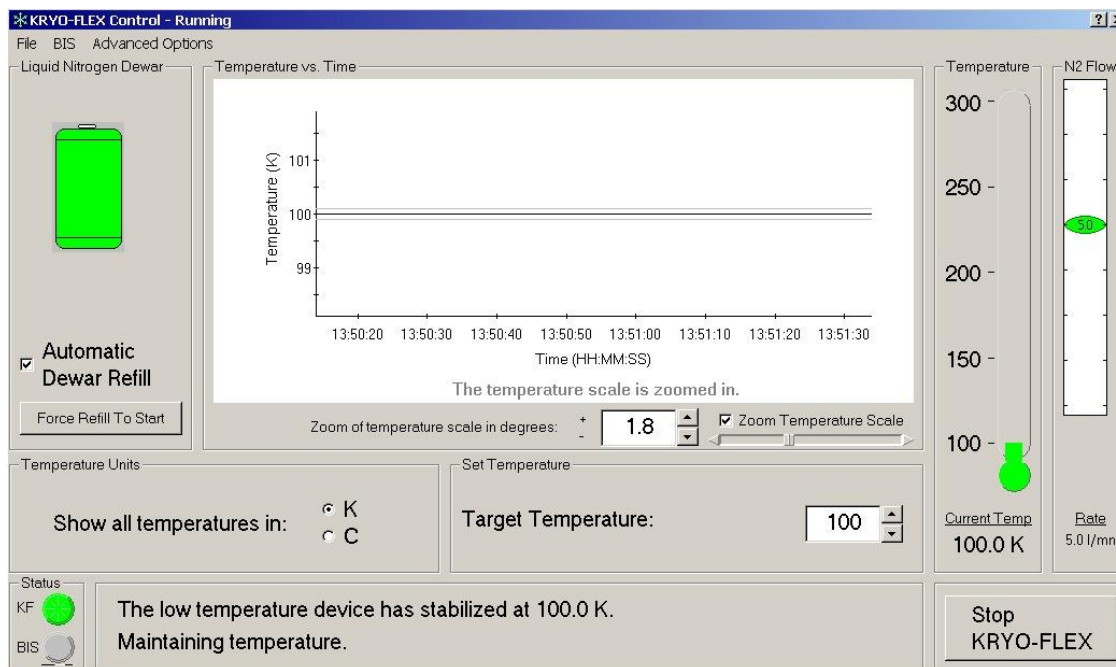 KRYO-FLEX Control - Running
File BIS Advanced Options
Liquid Nitrogen Dewar
Automatic
Dewar Refill
Force Refill To Start
Temperature vs. Time
Temperature (K)
101
100
99
13:50:20 13:50:30 13:50:40 13:50:50 13:51:00 13:51:10 13:51:20 13:51:30
Time (HH:MM:SS)
The temperature scale is zoomed in.
Zoom of temperature scale in degrees: + - 1.8
Zoom Temperature Scale
Temperature
300
250
200
150
100
Current Temp
100.0 K
N2 Flow
5.0
Rate
5.0 l/mn
Temperature Units
Show all temperatures in:
K
C
Set Temperature
Target Temperature: 100
Status
KF
BIS
The low temperature device has stabilized at 100.0 K.
Maintaining temperature.
Stop
KRYO-FLEX